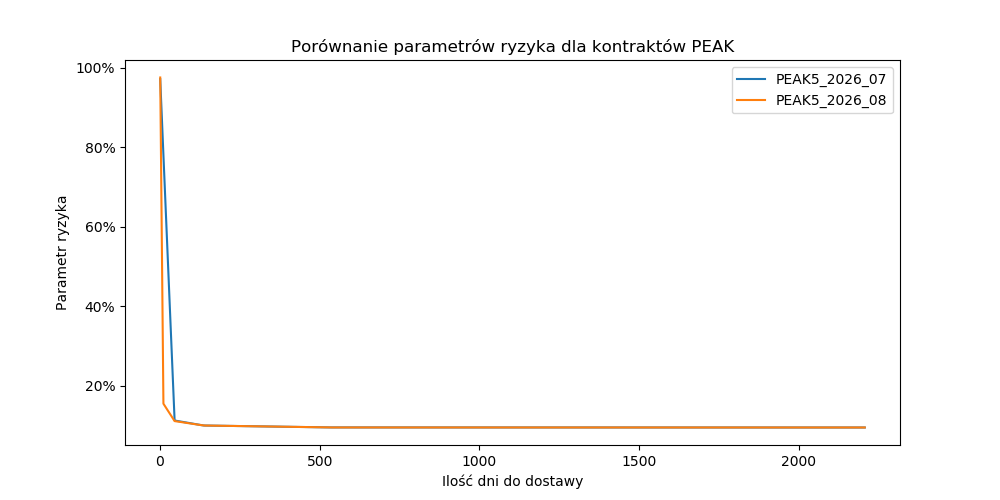 Porównanie parametrów ryzyka dla kontraktów PEAK
100%
80%
60%
40%
20%
Parametr ryzyka
PEAK5_2026_07
PEAK5_2026_08
0
500
1000
1500
2000
Ilość dni do dostawy